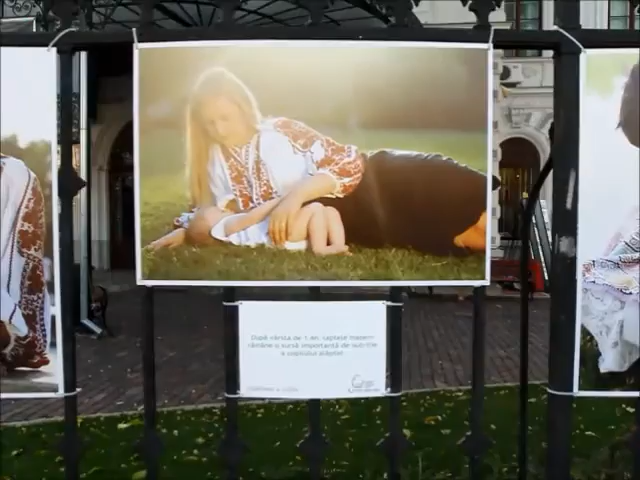 După vârsta de 1 an, laptele matern
rămâne o sursă importantă de nutriție
a copilului alăptat.